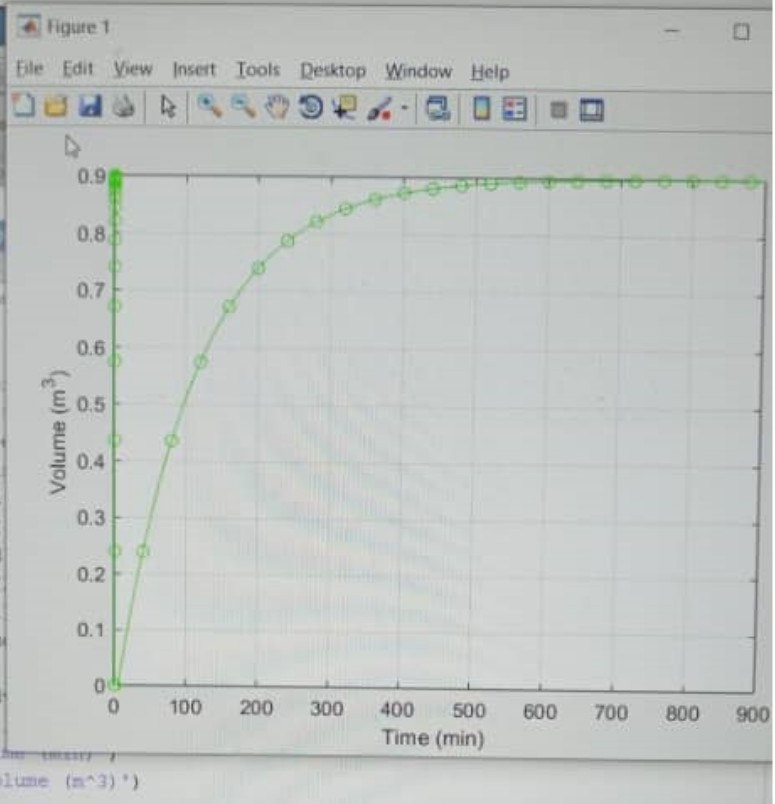 Figure 1
File Edit View Insert Tools Desktop Window Help
0.9
0.8
0.7
0.6
0.5
0.4
0.3
0.2
0.1
0
Volume (m³)
0 100 200 300 400 500 600 700 800 900
Time (min)
lume (m^3)')